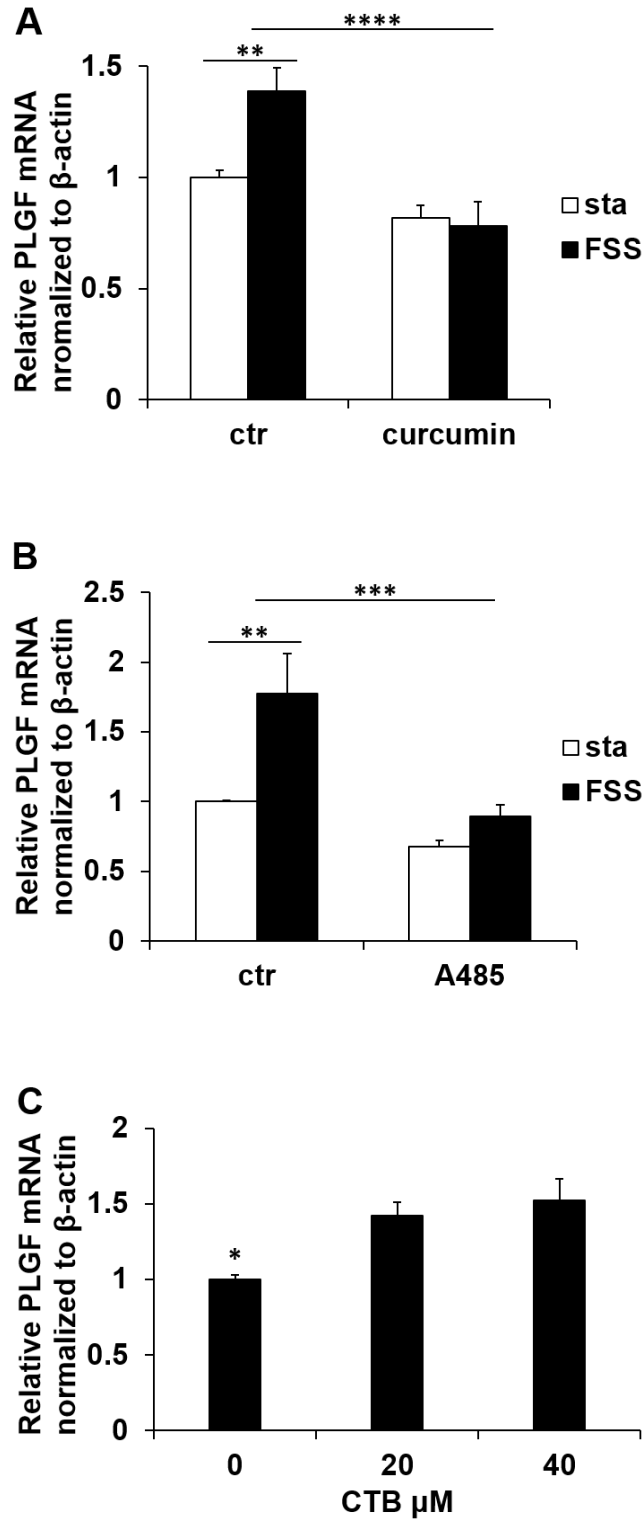 A
****
**
Relative PLGF mRNA
nromalized to β-actin
1.5
1
0.5
0
sta
FSS
ctr curcumin
B
***
**
Relative PLGF mRNA
normalized to β-actin
2.5
2
1.5
1
0.5
0
sta
FSS
ctr A485
C
Relative PLGF mRNA
normalized to β-actin
2
1.5
1
0.5
0
*
0 20 40
CTB μM